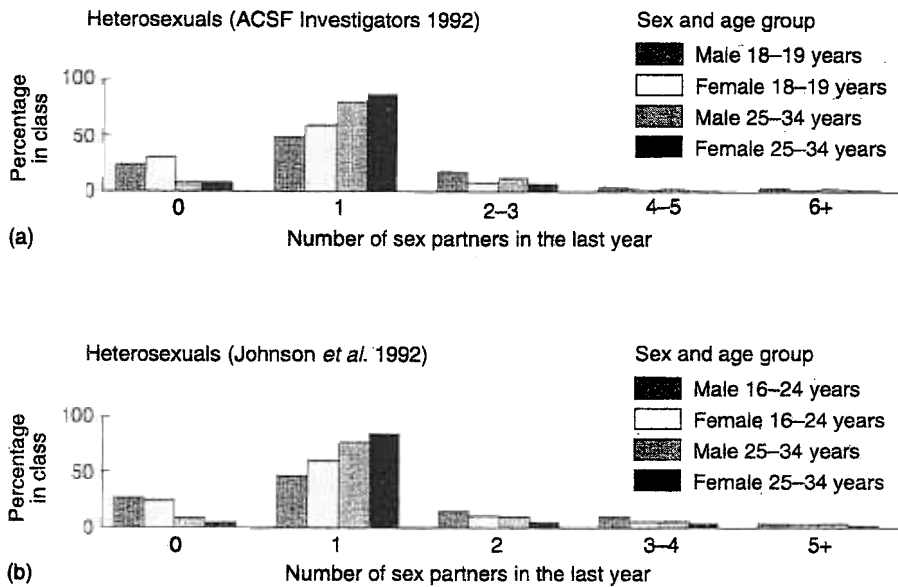 Heterosexuals (ACSF Investigators 1992)
Sex and age group
Male 18–19 years
Female 18–19 years
Male 25–34 years
Female 25–34 years
Percentage
in class
100
50
0
0 1 2–3 4–5 6+
(a) Number of sex partners in the last year
Heterosexuals (Johnson et al. 1992)
Sex and age group
Male 16–24 years
Female 16–24 years
Male 25–34 years
Female 25–34 years
Percentage
in class
100
50
0
0 1 2 3–4 5+
(b) Number of sex partners in the last year